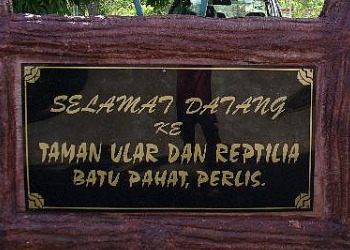 SELAMAT DATANG
KE
TAMAN ULAR DAN REPTILIA
BATU PAHAT, PERLIS.